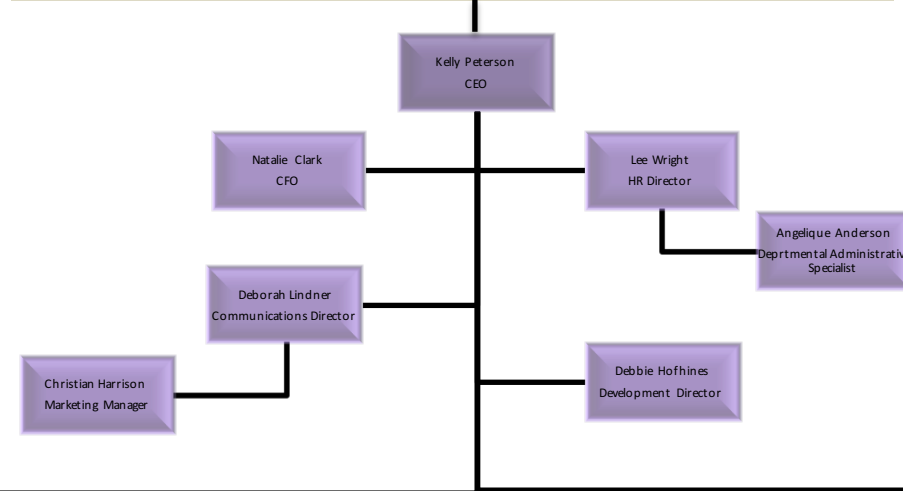 Kelly Peterson
CEO
Natalie Clark
CFO
Lee Wright
HR Director
Angelique Anderson
Deprtmental Administrativ
Specialist
Deborah Lindner
Communications Director
Christian Harrison
Marketing Manager
Debbie Hofhines
Development Director